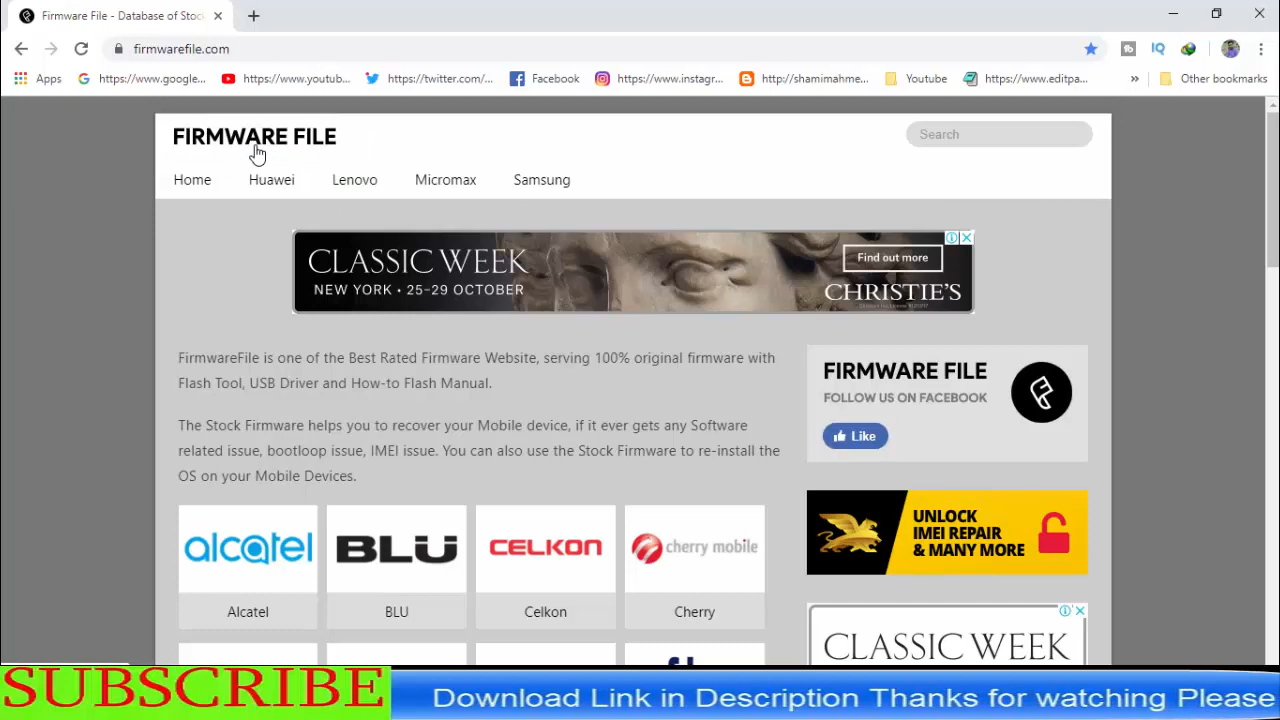 Firmware File - Database of Stoc
firmwarefile.com
Apps
https://www.google...
https://www.youtub...
https://twitter.com/...
Facebook
https://www.instagr...
http://shamimahme...
Youtube
https://www.editpa...
»
Other bookmarks
FIRMWARE FILE
Search
Home
Huawei
Lenovo
Micromax
Samsung
CLASSIC WEEK
NEW YORK • 25-29 OCTOBER
Find out more
CHRISTIE'S
FirmwareFile is one of the Best Rated Firmware Website, serving 100% original firmware with
Flash Tool, USB Driver and How-to Flash Manual.
The Stock Firmware helps you to recover your Mobile device, if it ever gets any Software
related issue, bootloop issue, IMEI issue. You can also use the Stock Firmware to re-install the
OS on your Mobile Devices.
FIRMWARE FILE
FOLLOW US ON FACEBOOK
Like
UNLOCK
IMEI REPAIR
& MANY MORE
alcatel
BLU
CELKON
cherry mobile
Alcatel
BLU
Celkon
Cherry
CLASSIC WEEK
SUBSCRIBE
Download Link in Description Thanks for watching Please